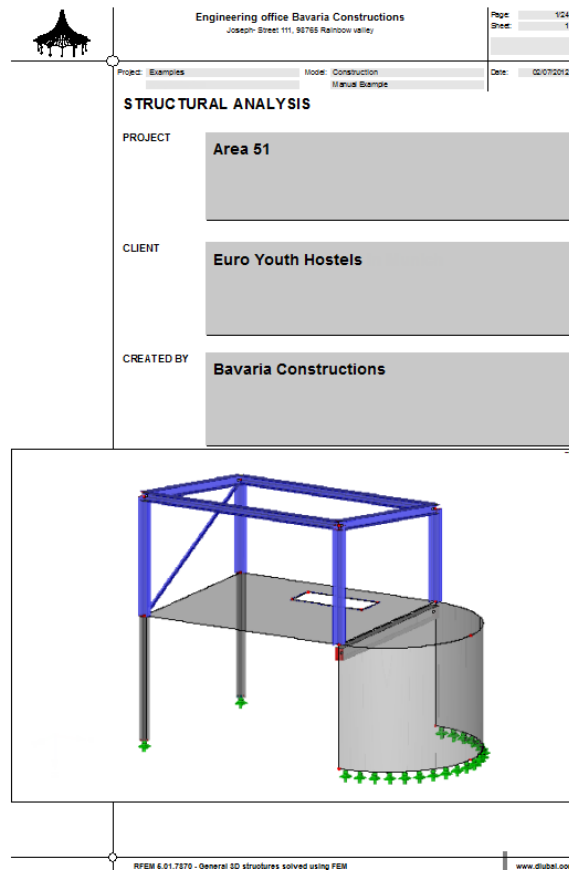 Engineering office Bavaria Constructions
Joseph- Street 111, 98765 Rainbow valley
Page: 1/24
Sheet: 1
Project: Examples Model: Construction Date: 02/07/2012
Manual Example
STRUCTURAL ANALYSIS
PROJECT
Area 51
CLIENT
Euro Youth Hostels
CREATED BY
Bavaria Constructions
RFEM 5.01.7870 - General 3D structures solved using FEM www.dlubal.com